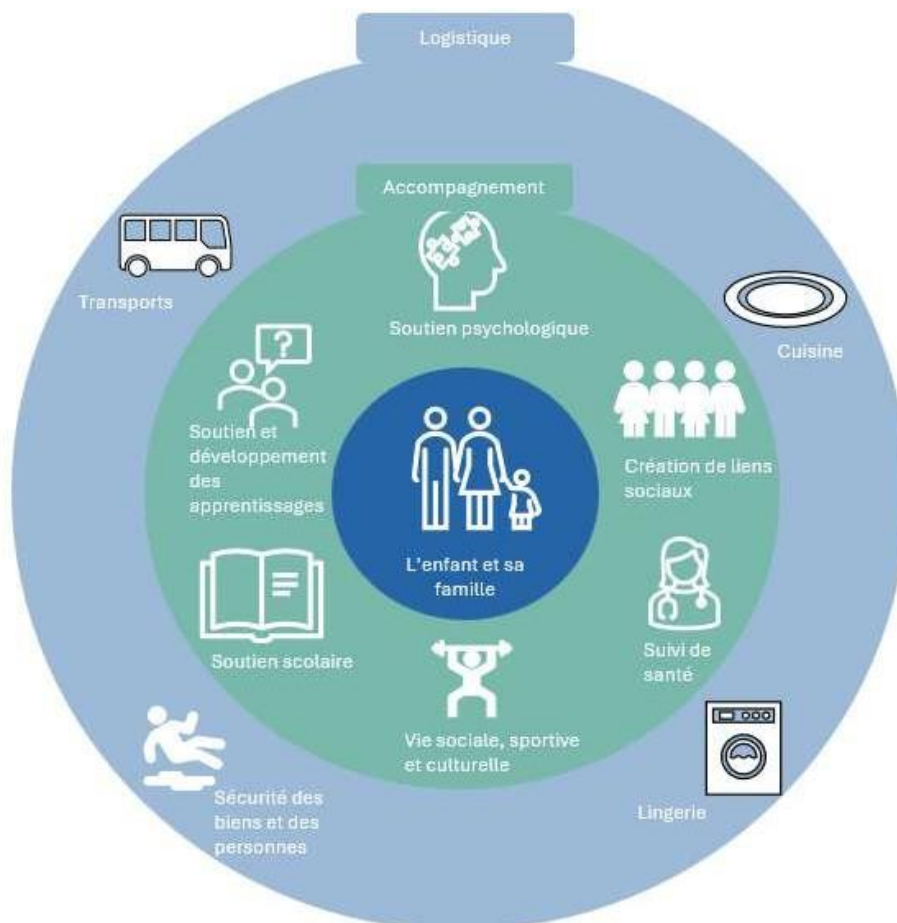 Logistique
Accompagnement
Soutien psychologique
Transports
Cuisine
?
Soutien et
développement
des
apprentissages
Création de liens
sociaux
L'enfant et sa
famille
Soutien scolaire
Suivi de
santé
Vie sociale, sportive
et culturelle
Sécurité des
biens et des
personnes
Lingerie